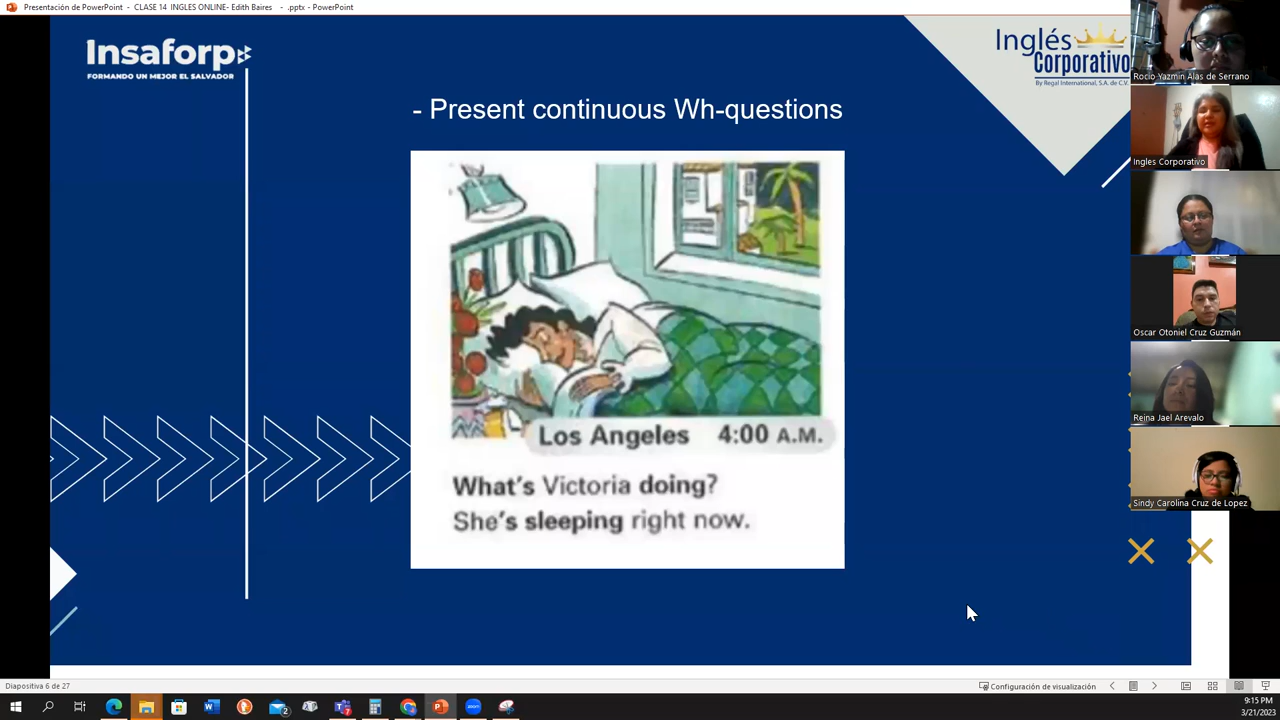 Presentación de PowerPoint - CLASE 14 INGLES ONLINE- Edith Baires - .pptx - PowerPoint
Insaforp
FORMANDO UN MEJOR EL SALVADOR
Inglés
Corporativo
By Regal International, S.A. de C.V.
- Present continuous Wh-questions
Los Angeles 4:00 A.M.
What's Victoria doing?
She's sleeping right now.
Rocio Yazmin Alas de Serrano
Ingles Corporativo
Oscar Otoniel Cruz Guzmán
Reina Jael Arevalo
Sindy Carolina Cruz de Lopez
Diapositiva 6 de 27
Configuración de visualización
9:15 PM
3/21/2023